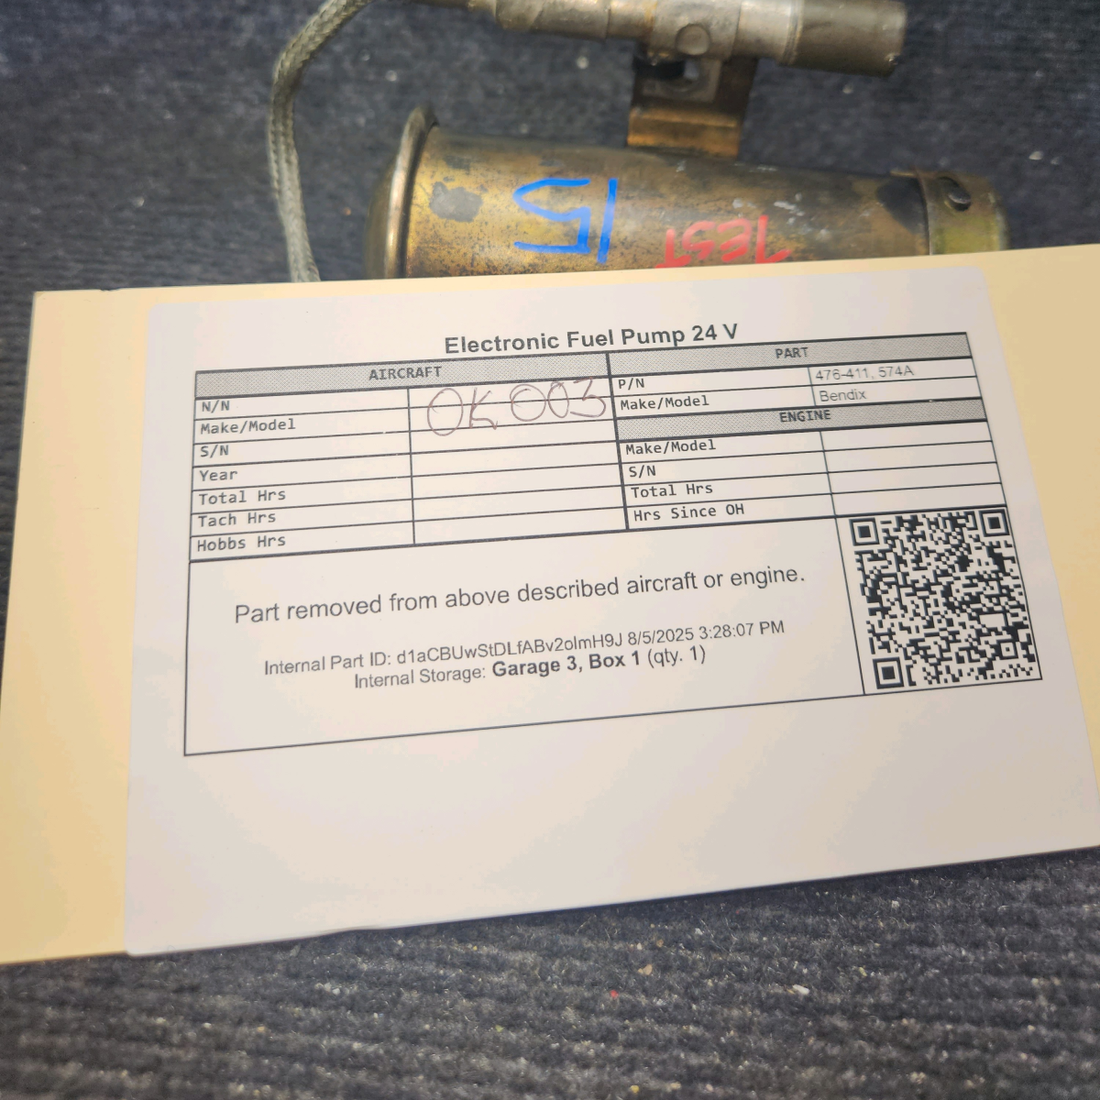 15
TEST
Electronic Fuel Pump 24 V
AIRCRAFT
N/N
Make/Model
S/N
Year
Total Hrs
Tach Hrs
Hobbs Hrs
OK 003
PART
P/N 476-411, 574A
Make/Model Bendix
ENGINE
Make/Model
S/N
Total Hrs
Hrs Since OH
Part removed from above described aircraft or engine.
Internal Part ID: d1aCBUwStDLfABv2olmH9J 8/5/2025 3:28:07 PM
Internal Storage: Garage 3, Box 1 (qty. 1)